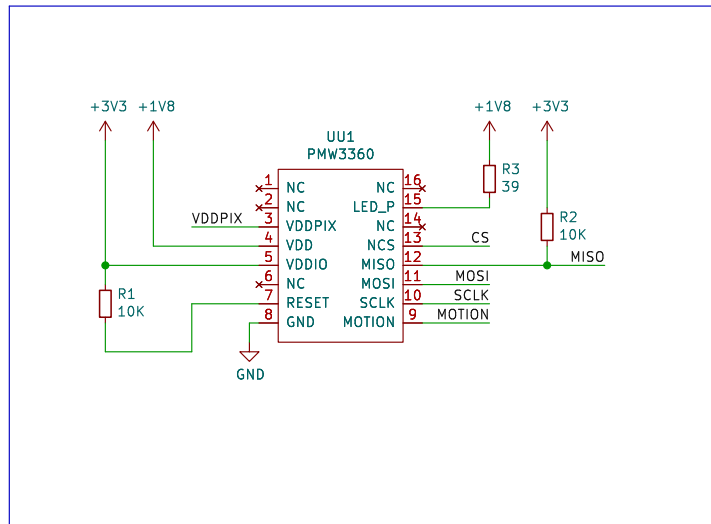 +3V3 +1V8 +1V8 +3V3
UU1
PMW3360
R3
39
R2
10K
R1
10K
1 NC NC 16
2 NC LED_P 15
VDDPIX 3 VDDPIX NC 14
4 VDD NCS 13 CS
5 VDDIO MISO 12 MISO
6 NC MOSI 11 MOSI
7 RESET SCLK 10 SCLK
8 GND MOTION 9 MOTION
GND